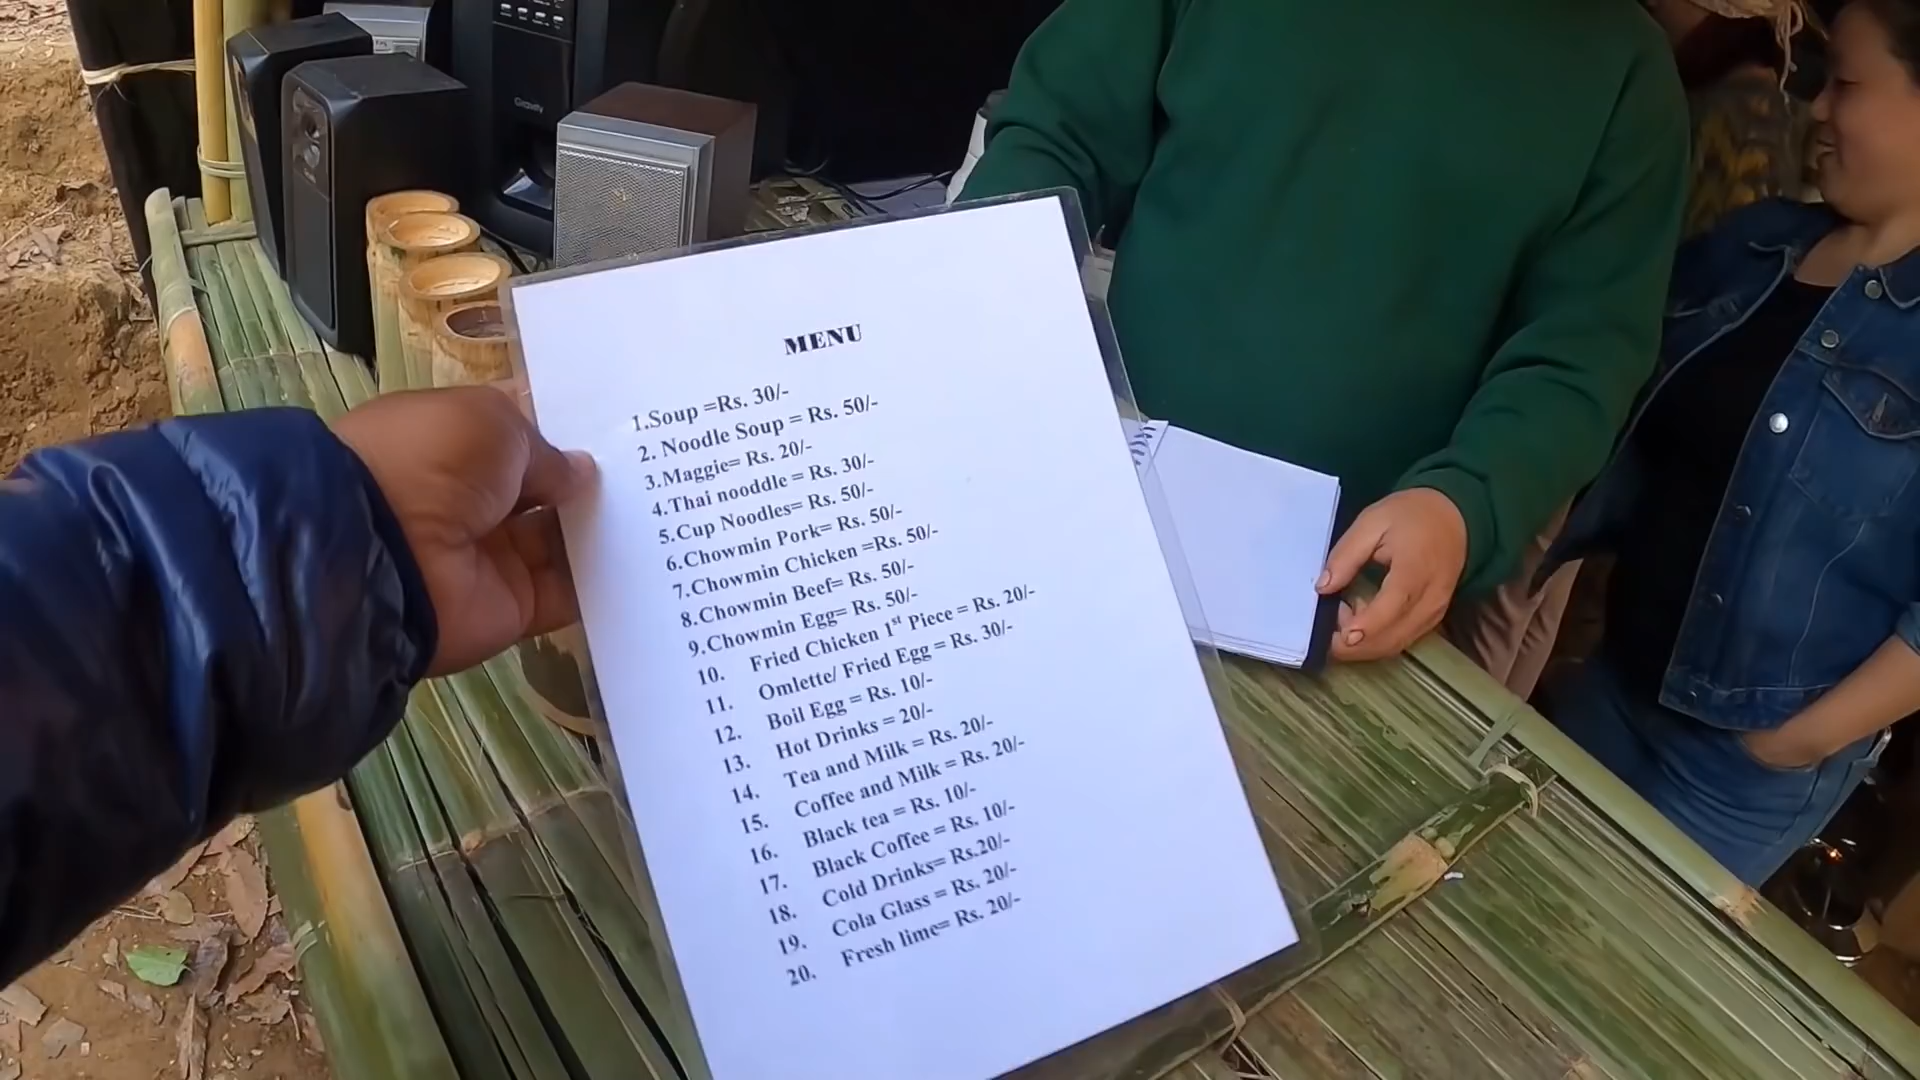 Gravity
MENU
1.Soup =Rs. 30/-
2. Noodle Soup = Rs. 50/-
3.Maggie= Rs. 20/-
4.Thai nooddle = Rs. 30/-
5.Cup Noodles= Rs. 50/-
6.Chowmin Pork= Rs. 50/-
7.Chowmin Chicken =Rs. 50/-
8.Chowmin Beef= Rs. 50/-
9.Chowmin Egg= Rs. 50/-
10. Fried Chicken 1st Piece = Rs. 20/-
11. Omlette/ Fried Egg = Rs. 30/-
12. Boil Egg = Rs. 10/-
13. Hot Drinks = 20/-
14. Tea and Milk = Rs. 20/-
15. Coffee and Milk = Rs. 20/-
16. Black tea = Rs. 10/-
17. Black Coffee = Rs. 10/-
18. Cold Drinks= Rs.20/-
19. Cola Glass = Rs. 20/-
20. Fresh lime= Rs. 20/-